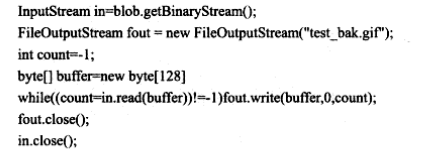 InputStream in=blob.getBinaryStream();
FileOutputStream fout = new FileOutputStream("test_bak.gif");
int count=-1;
byte[] buffer=new byte[128]
while((count=in.read(buffer))!=-1)fout.write(buffer,0,count);
fout.close();
in.close();